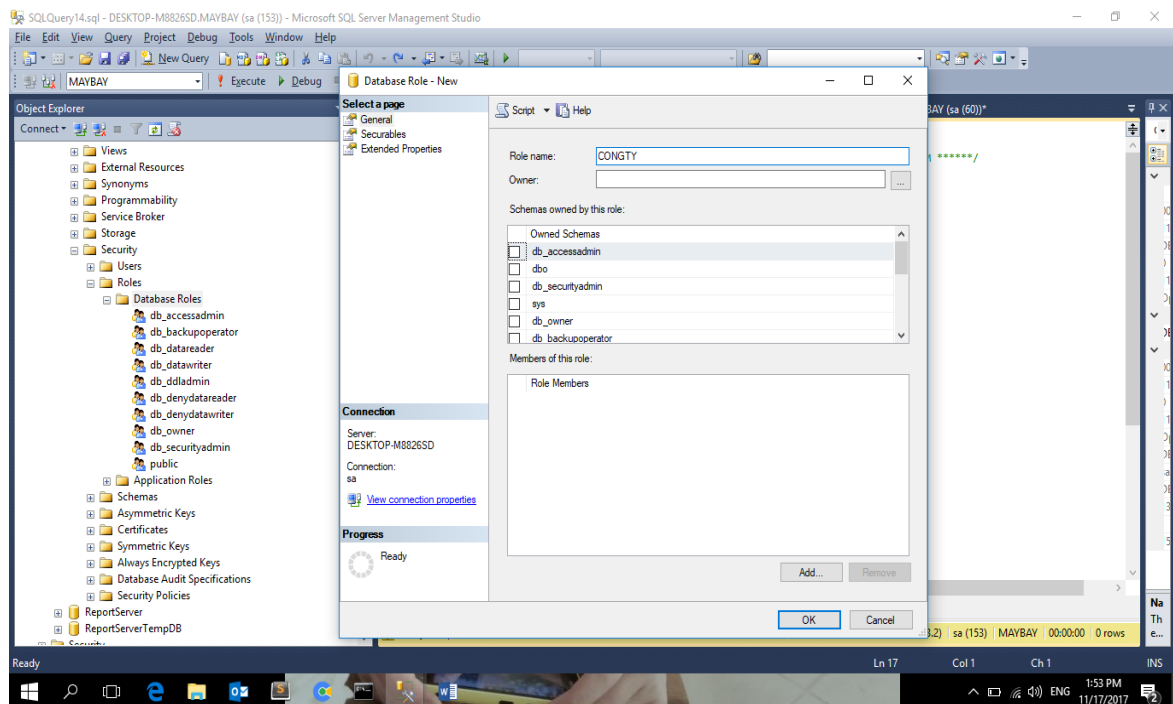 SQLQuery14.sql - DESKTOP-M8826SD.MAYBAY (sa (153)) - Microsoft SQL Server Management Studio
File Edit View Query Project Debug Tools Window Help
New Query
MAYBAY
Execute
Debug
Object Explorer
Connect
Views
External Resources
Synonyms
Programmability
Service Broker
Storage
Security
Users
Roles
Database Roles
db_accessadmin
db_backupoperator
db_datareader
db_datawriter
db_ddladmin
db_denydatareader
db_denydatawriter
db_owner
db_securityadmin
public
Application Roles
Schemas
Asymmetric Keys
Certificates
Symmetric Keys
Always Encrypted Keys
Database Audit Specifications
Security Policies
ReportServer
ReportServerTempDB
Security
Database Role - New
Select a page
General
Securables
Extended Properties
Connection
Server:
DESKTOP-M8826SD
Connection:
sa
View connection properties
Progress
Ready
Script
Help
Role name: CONGTY
Owner:
...
Schemas owned by this role:
Owned Schemas
db_accessadmin
dbo
db_securityadmin
sys
db_owner
db_backupoperator
Members of this role:
Role Members
Add...
Remove
OK
Cancel
BAY (sa (60))*
******/
Na
Th
e...
sa (153) MAYBAY 00:00:00 0 rows
Ready
Ln 17 Col 1 Ch 1 INS
ENG
1:53 PM
11/17/2017